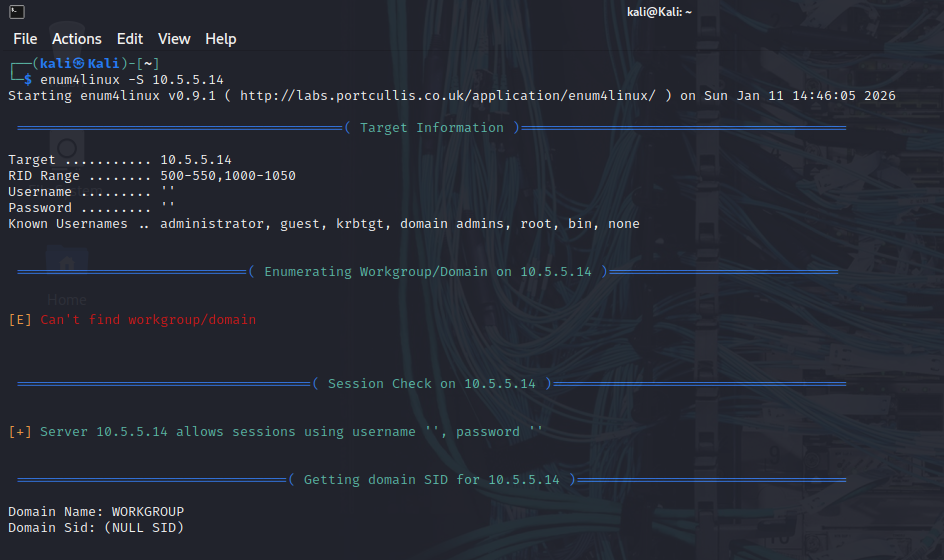 kali@Kali: ~
File Actions Edit View Help
┌──(kali㉿Kali)-[~]
└─$ enum4linux -S 10.5.5.14
Starting enum4linux v0.9.1 ( http://labs.portcullis.co.uk/application/enum4linux/ ) on Sun Jan 11 14:46:05 2026
=========================================( Target Information )=========================================
Target ........... 10.5.5.14
RID Range ........ 500-550,1000-1050
Username ......... ''
Password ......... ''
Known Usernames .. administrator, guest, krbtgt, domain admins, root, bin, none
=============================( Enumerating Workgroup/Domain on 10.5.5.14 )=============================
[E] Can't find workgroup/domain
=====================================( Session Check on 10.5.5.14 )=====================================
[+] Server 10.5.5.14 allows sessions using username '', password ''
==================================( Getting domain SID for 10.5.5.14 )==================================
Domain Name: WORKGROUP
Domain Sid: (NULL SID)
Home